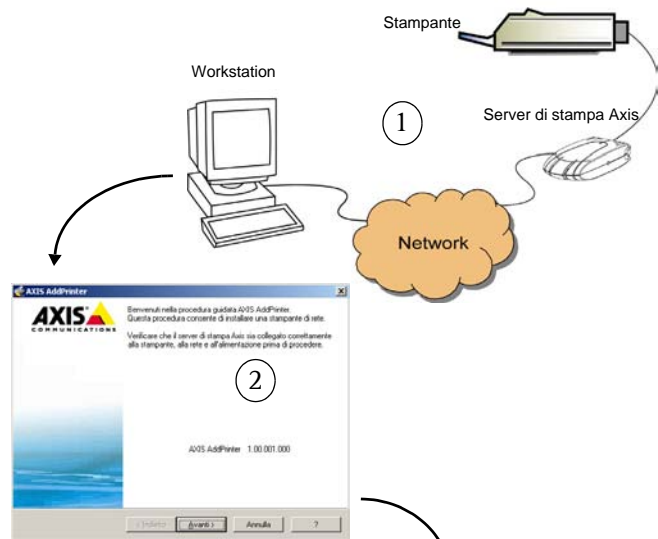 Stampante
Workstation
1
Server di stampa Axis
Network
AXIS AddPrinter
AXIS
COMMUNICATIONS
Benvenuti nella procedura guidata AXIS AddPrinter.
Questa procedura consente di installare una stampante di rete.
Verificare che il server di stampa Axis sia collegato correttamente
alla stampante, alla rete e all'alimentazione prima di procedere.
2
AXIS AddPrinter 1.00.001.000
< Indietro Avanti > Annulla ?